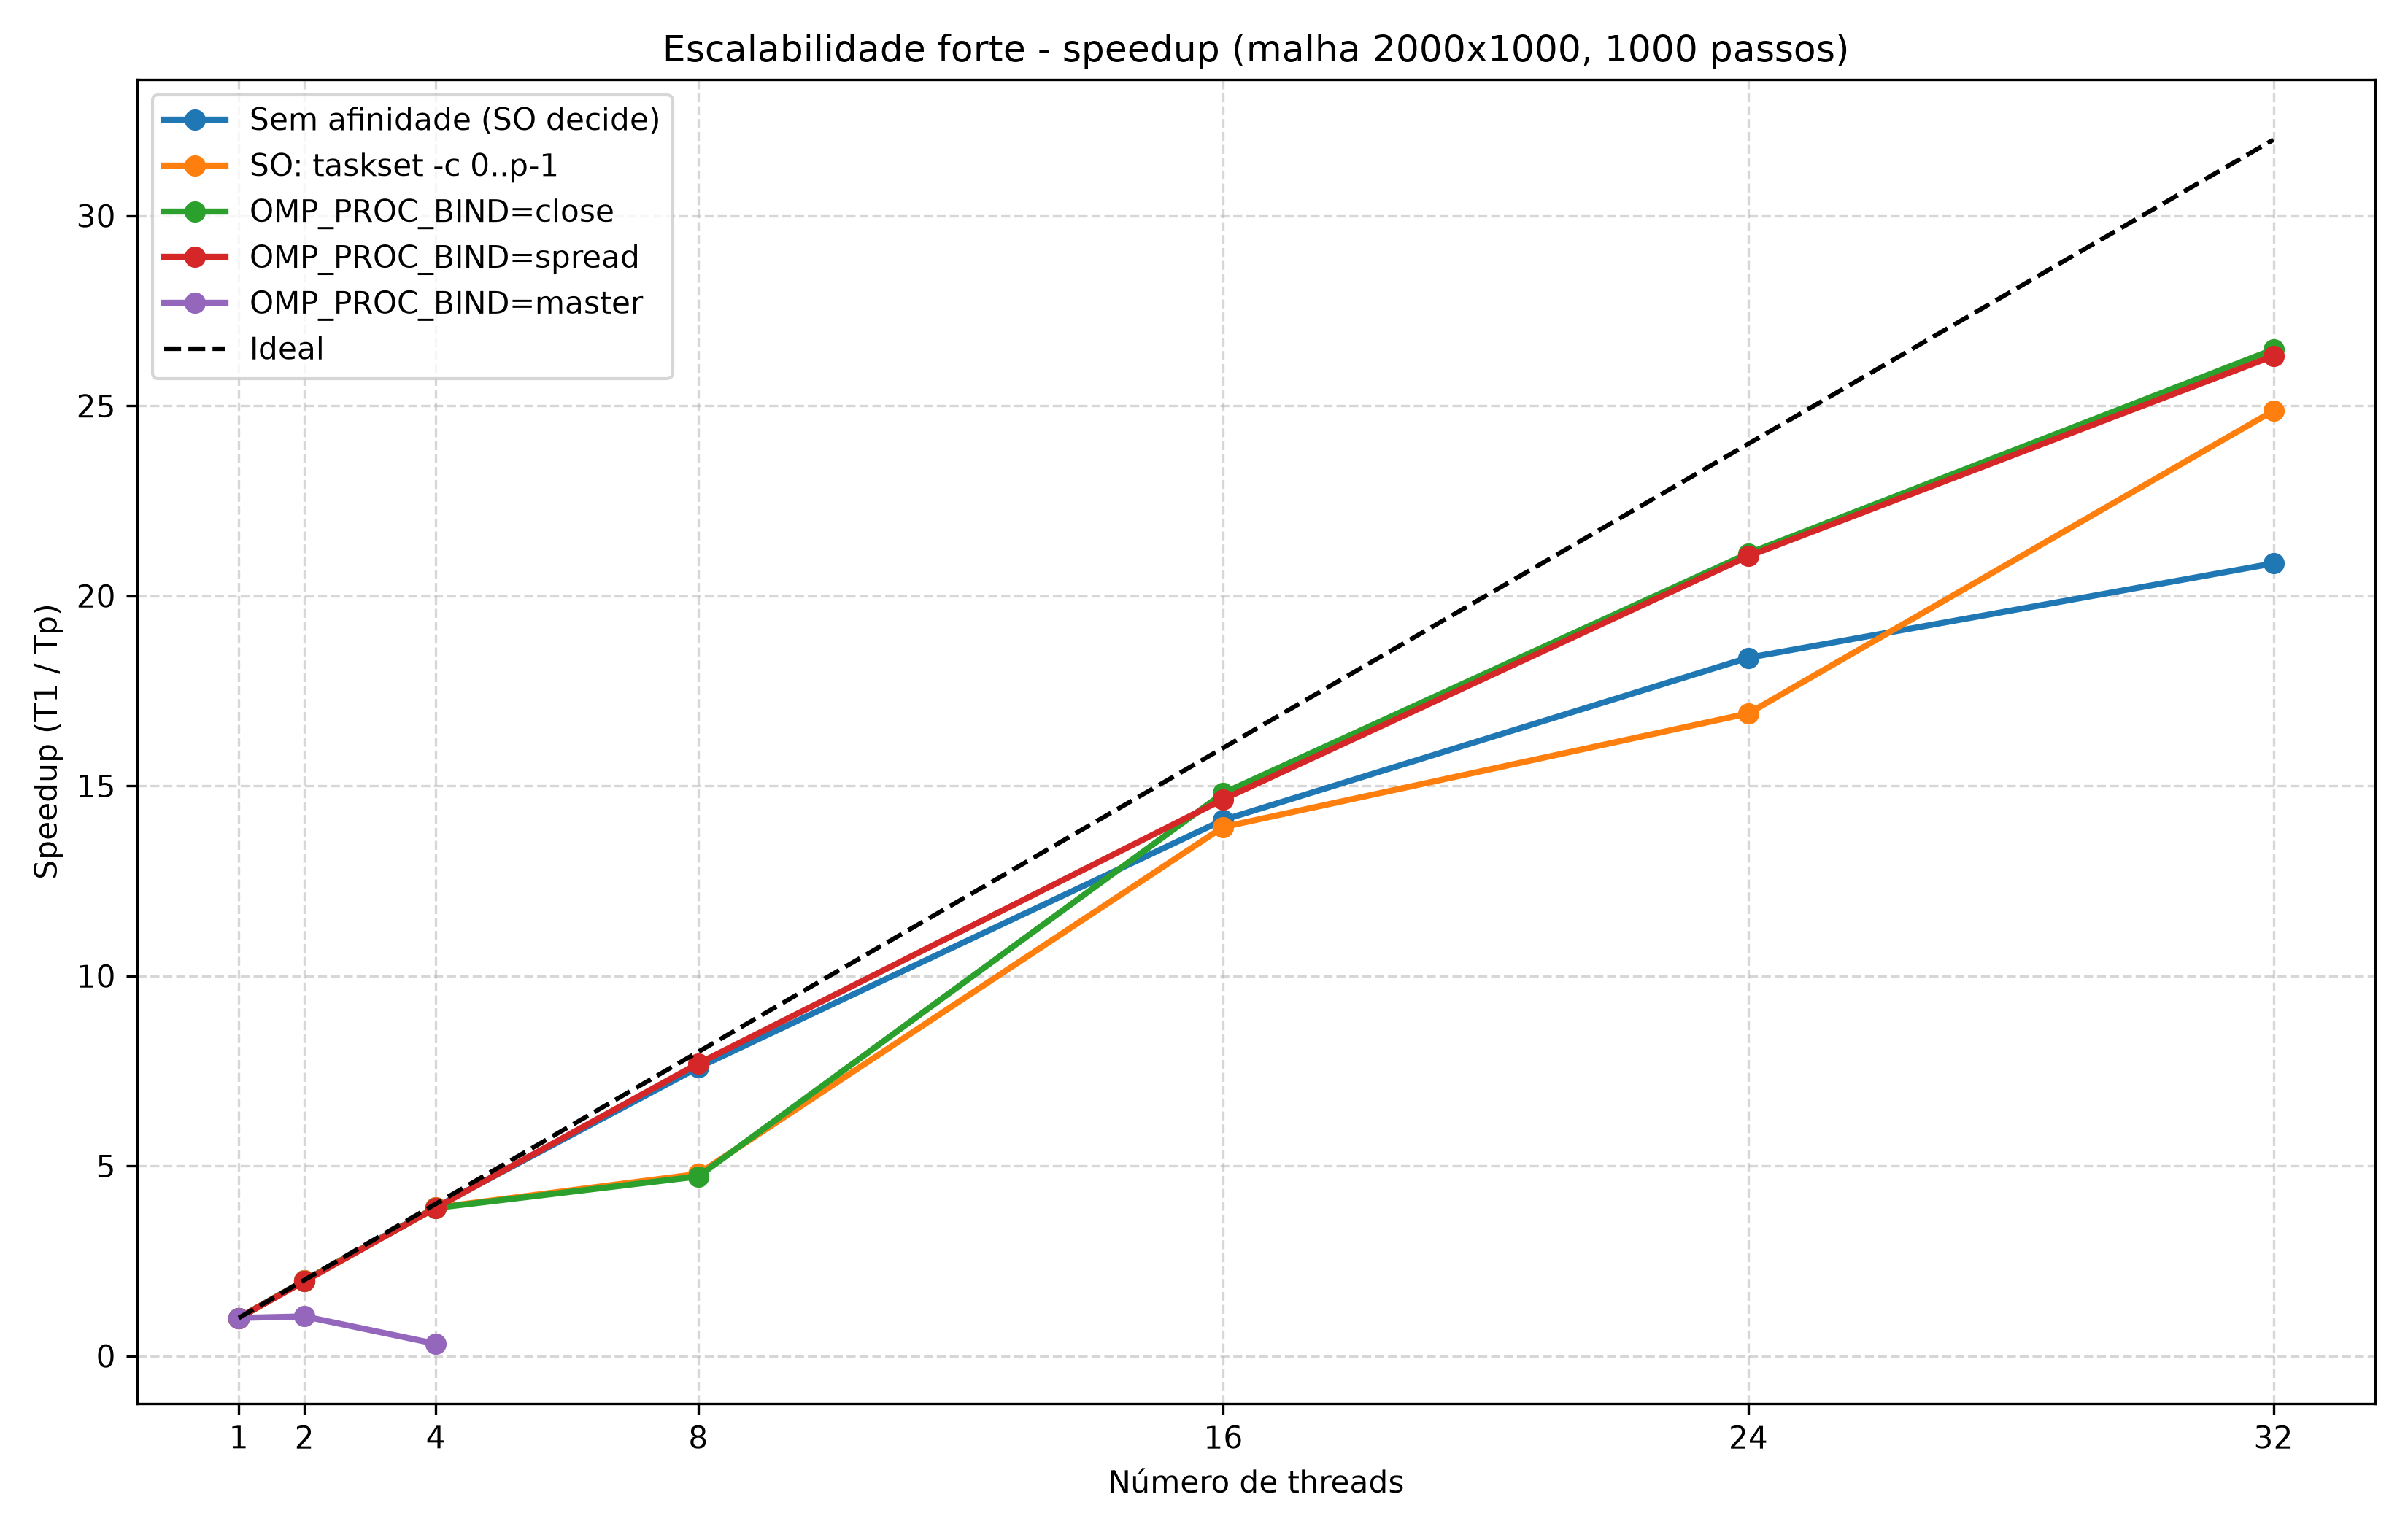 Escalabilidade forte - speedup (malha 2000x1000, 1000 passos)
Sem afinidade (SO decide)
SO: taskset -c 0..p-1
OMP_PROC_BIND=close
OMP_PROC_BIND=spread
OMP_PROC_BIND=master
Ideal
Speedup (T1 / Tp)
30
25
20
15
10
5
0
1 2 4 8 16 24 32
Número de threads